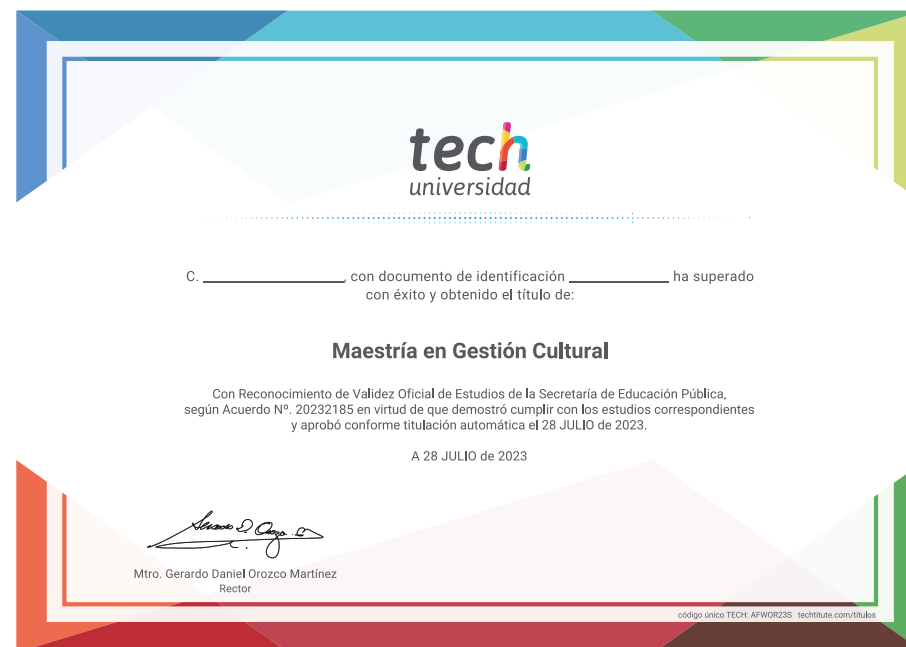 tech
universidad
C. ____________________, con documento de identificación ______________ ha superado
con éxito y obtenido el título de:
Maestría en Gestión Cultural
Con Reconocimiento de Validez Oficial de Estudios de la Secretaría de Educación Pública,
según Acuerdo Nº. 20232185 en virtud de que demostró cumplir con los estudios correspondientes
y aprobó conforme titulación automática el 28 JULIO de 2023.
A 28 JULIO de 2023
Mtro. Gerardo Daniel Orozco Martínez
Rector
código único TECH: AFWOR23S techtitute.com/titulos